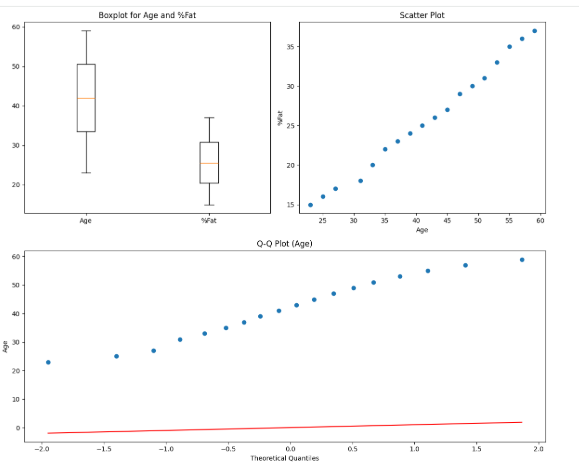 Boxplot for Age and %Fat
60
50
40
30
20
Age %Fat
Scatter Plot
%Fat
35
30
25
20
15
25 30 35 40 45 50 55 60
Age
Q-Q Plot (Age)
Age
60
50
40
30
20
10
0
−2.0 −1.5 −1.0 −0.5 0.0 0.5 1.0 1.5 2.0
Theoretical Quantiles